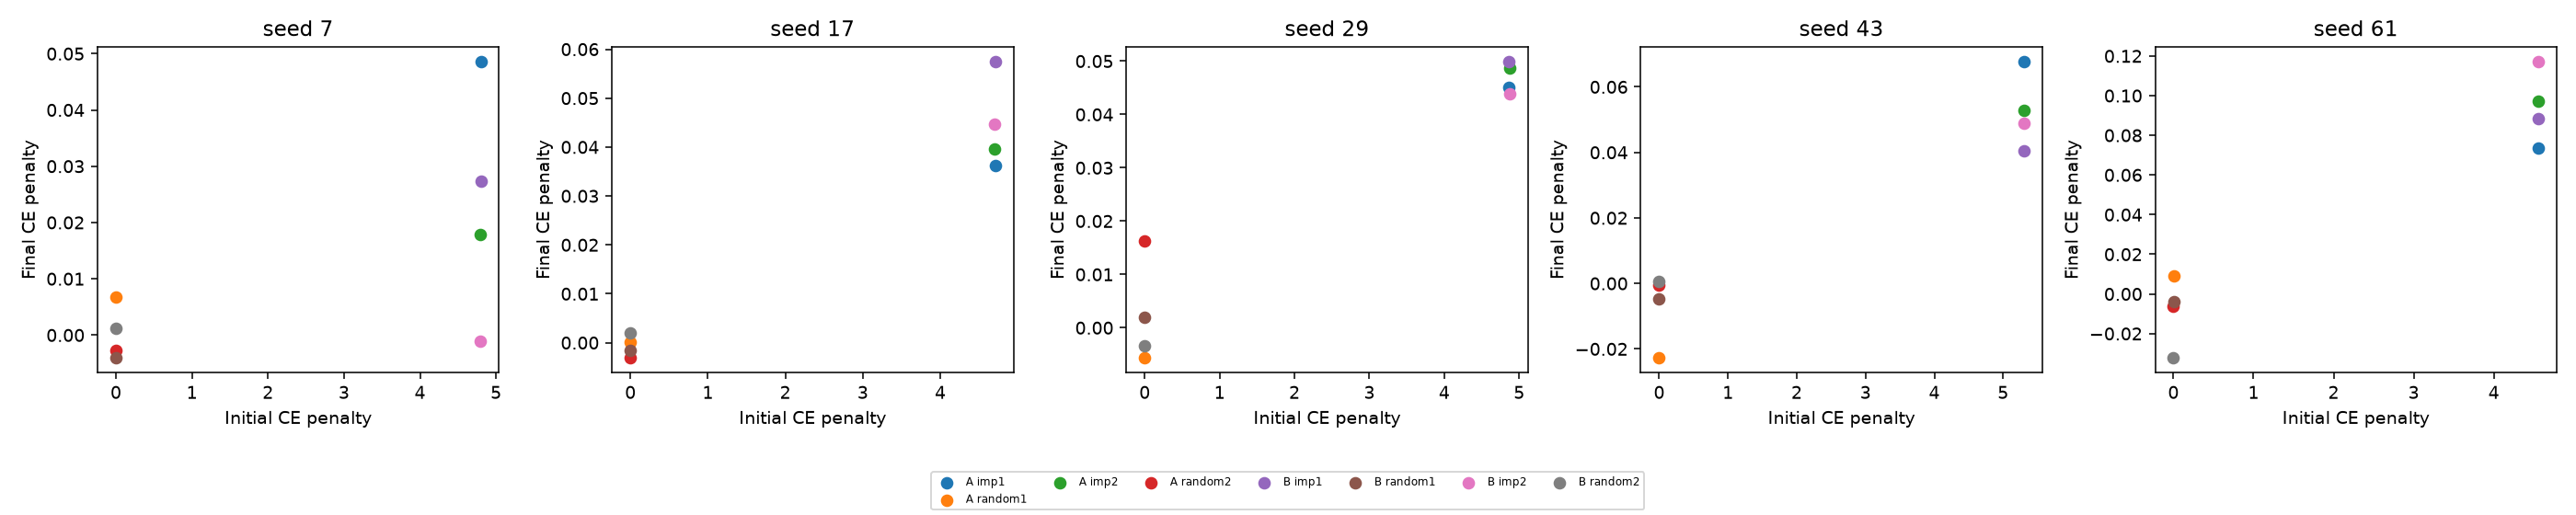 seed 7
seed 17
seed 29
seed 43
seed 61
Final CE penalty
0.05
0.04
0.03
0.02
0.01
0.00
0 1 2 3 4 5
Initial CE penalty
Final CE penalty
0.06
0.05
0.04
0.03
0.02
0.01
0.00
0 1 2 3 4
Initial CE penalty
Final CE penalty
0.05
0.04
0.03
0.02
0.01
0.00
0 1 2 3 4 5
Initial CE penalty
Final CE penalty
0.06
0.04
0.02
0.00
−0.02
0 1 2 3 4 5
Initial CE penalty
Final CE penalty
0.12
0.10
0.08
0.06
0.04
0.02
0.00
−0.02
0 1 2 3 4
Initial CE penalty
A imp1 A imp2 A random2 B imp1 B random1 B imp2 B random2
A random1